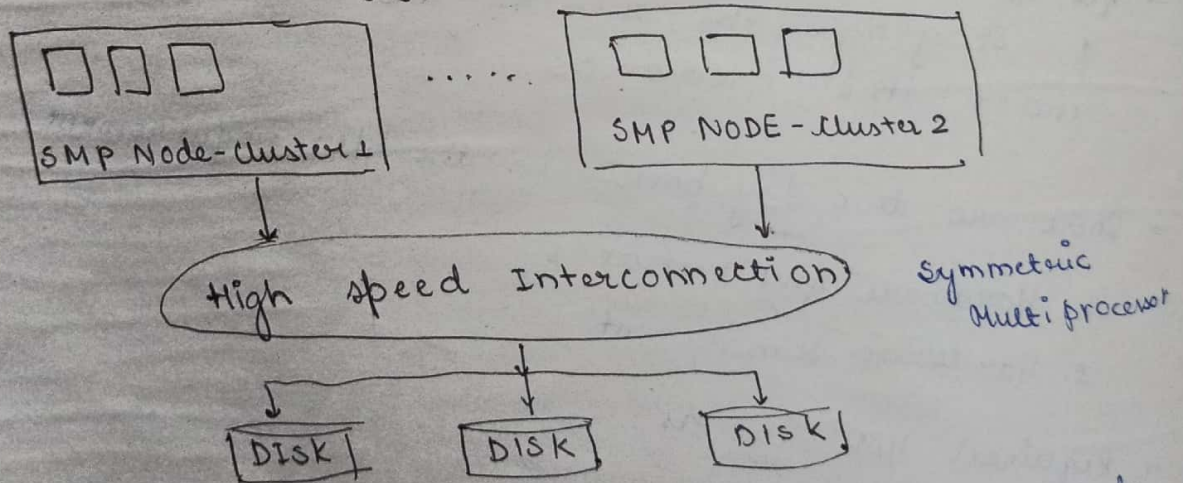 SMP Node-Cluster 1
SMP NODE - Cluster 2
High speed Interconnection
Symmetric
Multi processor
DISK
DISK
DISK